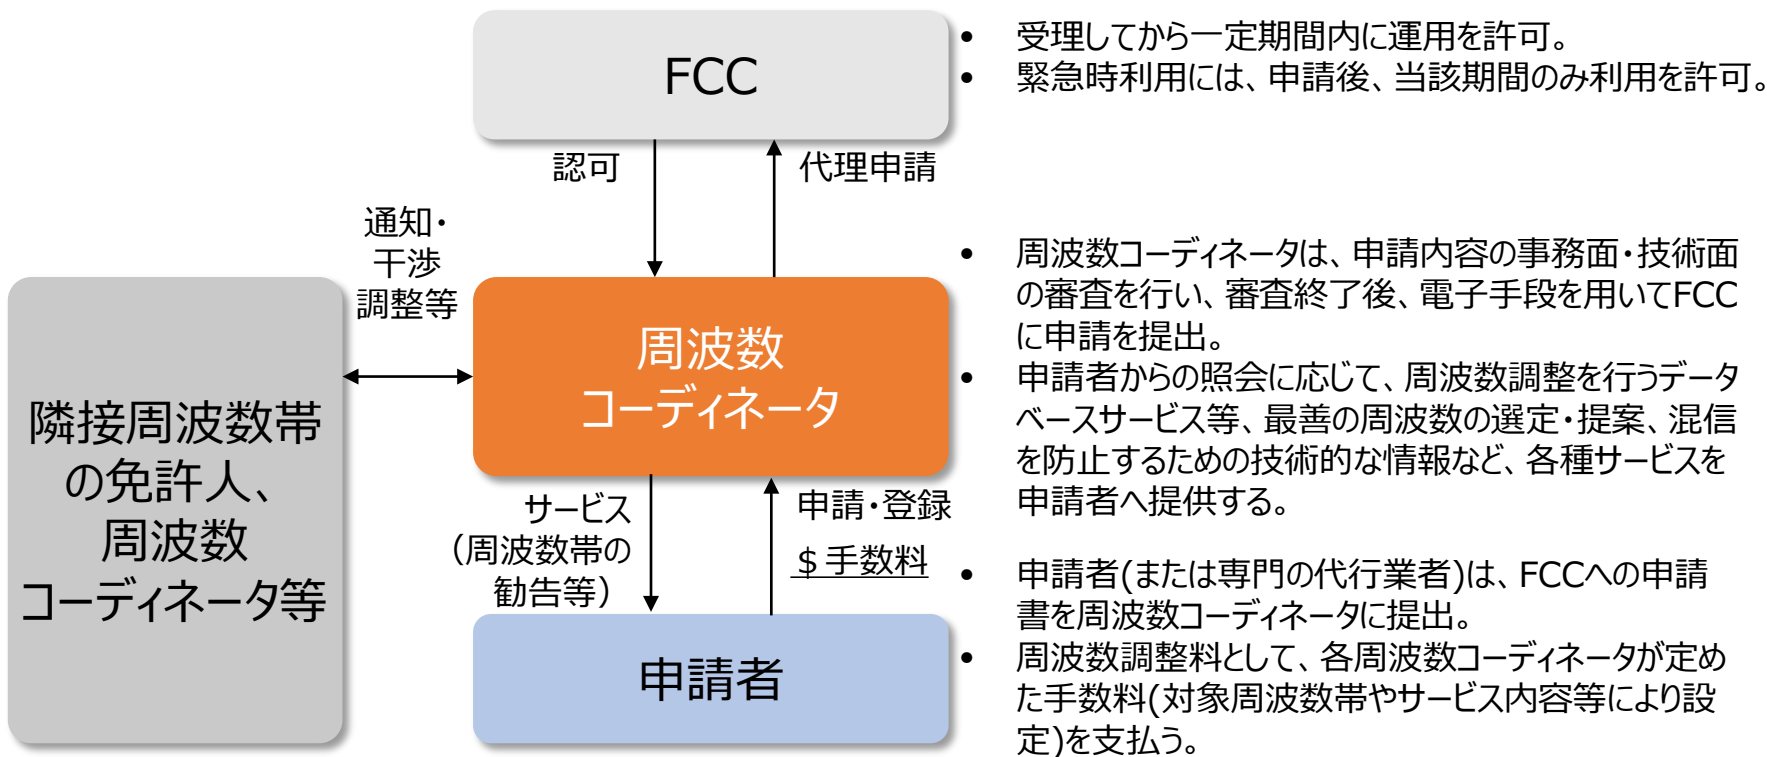 FCC
• 受理してから一定期間内に運用を許可。
• 緊急時利用には、申請後、当該期間のみ利用を許可。
認可
代理申請
通知・
干渉
調整等
隣接周波数帯
の免許人、
周波数
コーディネータ等
周波数
コーディネータ
• 周波数コーディネータは、申請内容の事務面・技術面
の審査を行い、審査終了後、電子手段を用いてFCC
に申請を提出。
• 申請者からの照会に応じて、周波数調整を行うデータ
ベースサービス等、最善の周波数の選定・提案、混信
を防止するための技術的な情報など、各種サービスを
申請者へ提供する。
サービス
（周波数帯の
勧告等）
申請・登録
＄手数料
申請者
• 申請者(または専門の代行業者)は、FCCへの申請
書を周波数コーディネータに提出。
• 周波数調整料として、各周波数コーディネータが定め
た手数料(対象周波数帯やサービス内容等により設
定)を支払う。